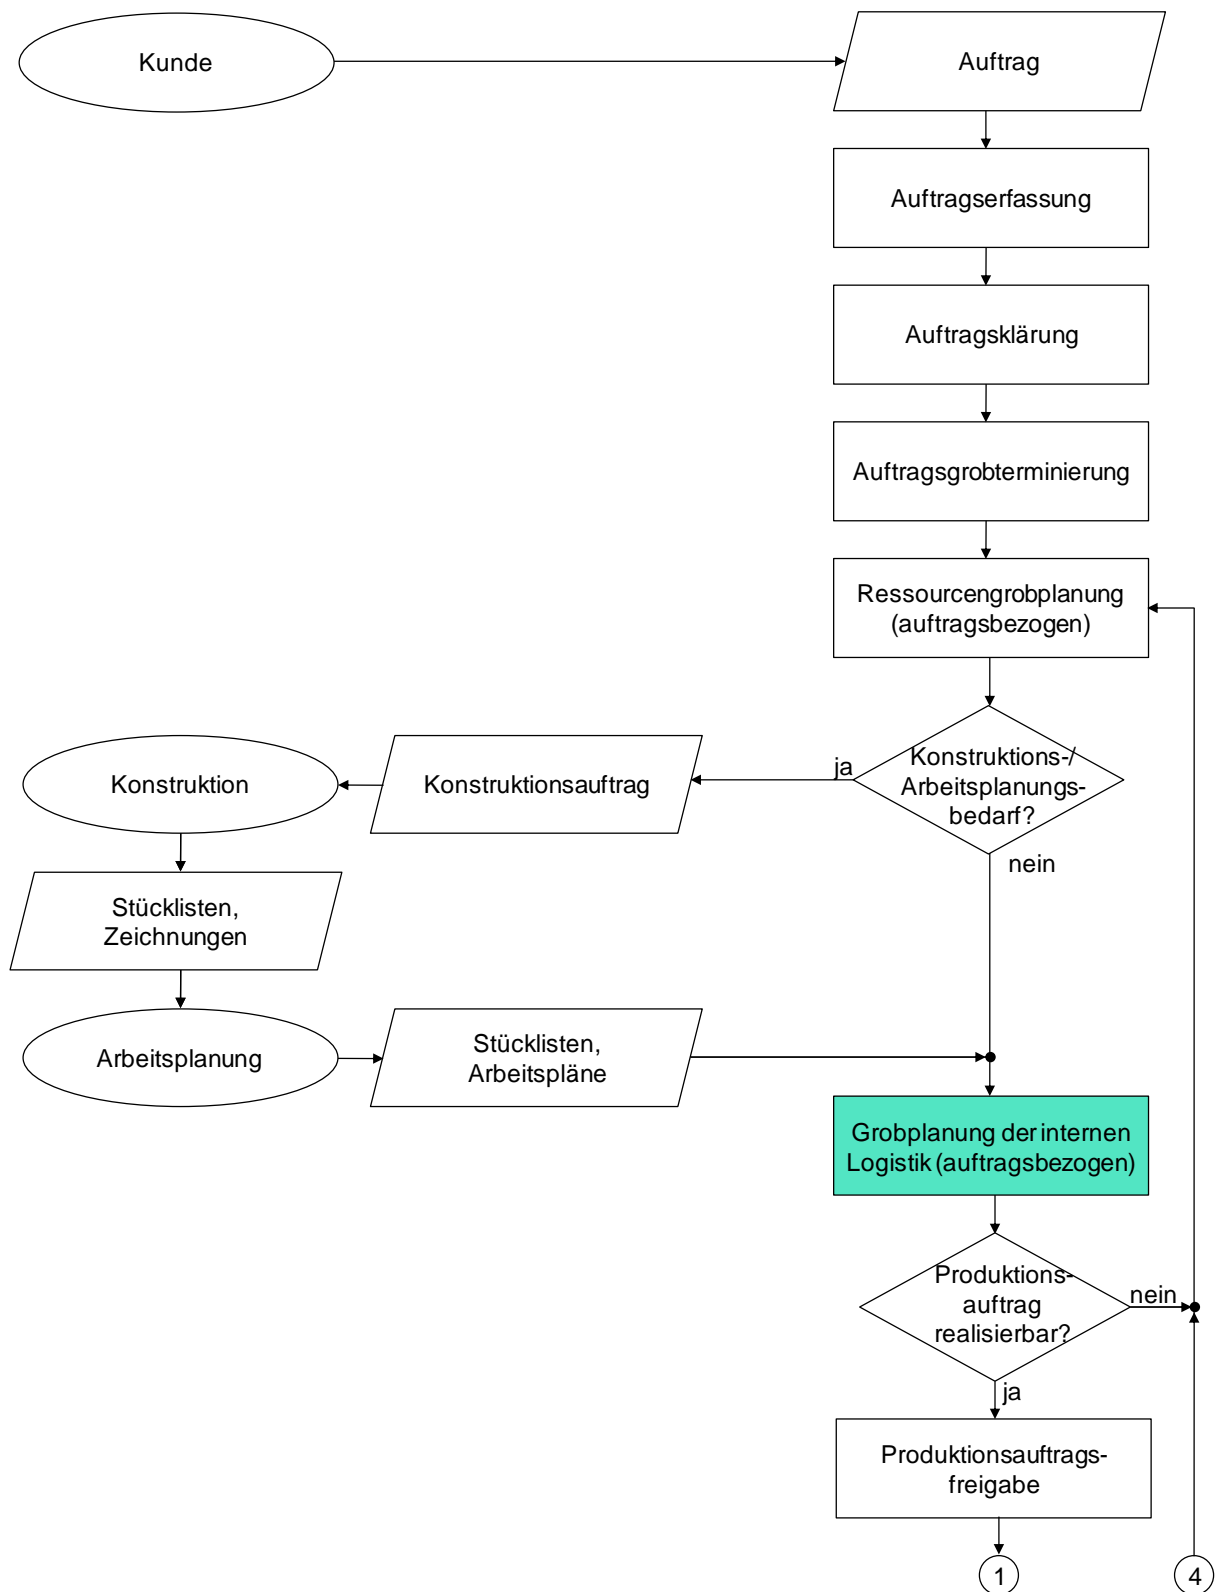 Kunde
Auftrag
Auftragserfassung
Auftragsklärung
Auftragsgrobterminierung
Ressourcengrobplanung
(auftragsbezogen)
Konstruktion
Konstruktionsauftrag
ja
Konstruktions-/
Arbeitsplanungs-
bedarf?
nein
Stücklisten,
Zeichnungen
Arbeitsplanung
Stücklisten,
Arbeitspläne
Grobplanung der internen
Logistik (auftragsbezogen)
Produktions-
auftrag
realisierbar?
nein
ja
Produktionsauftrags-
freigabe
1
4